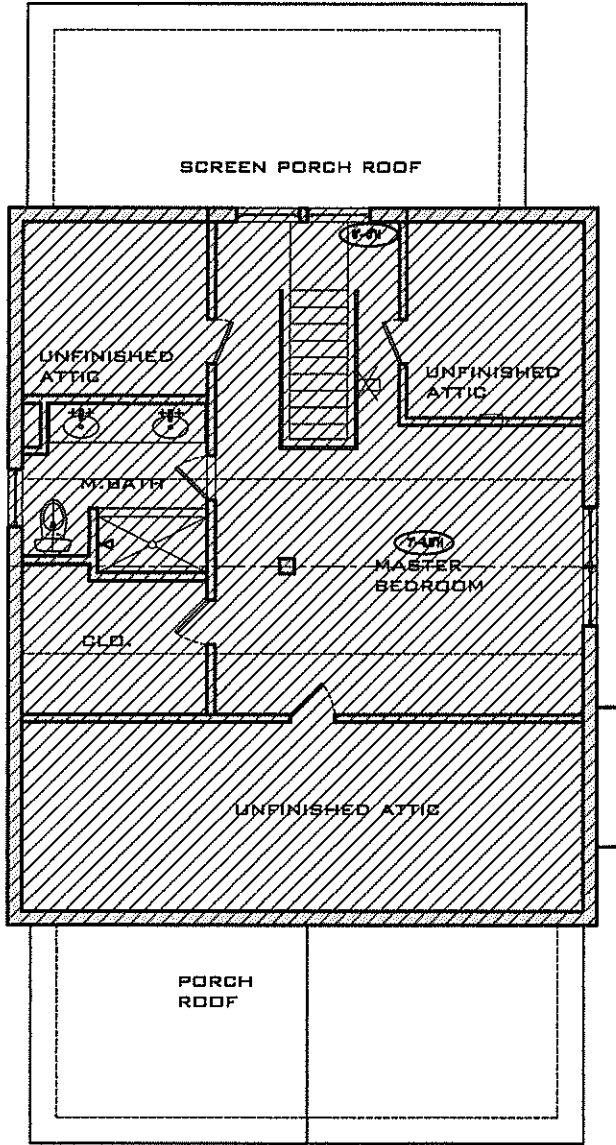 SCREEN PORCH ROOF
UNFINISHED
ATTIC
UNFINISHED
ATTIC
M.BATH
MASTER
BEDROOM
CLO.
UNFINISHED ATTIC
PORCH
ROOF